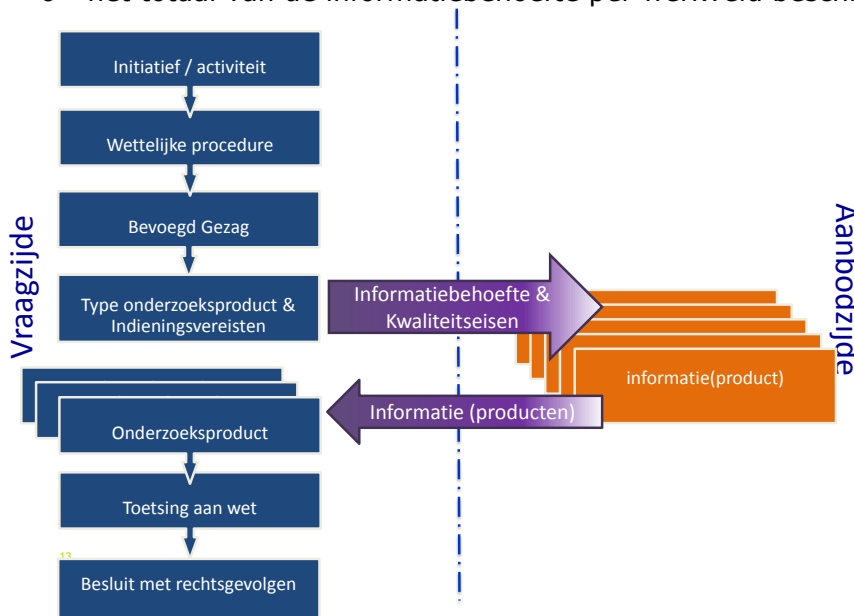 Initiatief / activiteit
Wettelijke procedure
Bevoegd Gezag
Type onderzoeksproduct &
Indieningsvereisten
Vraagzijde
Informatiebehoefte &
Kwaliteitseisen
Aanbodzijde
informatie(product)
Informatie (producten)
Onderzoeksproduct
Toetsing aan wet
13
Besluit met rechtsgevolgen